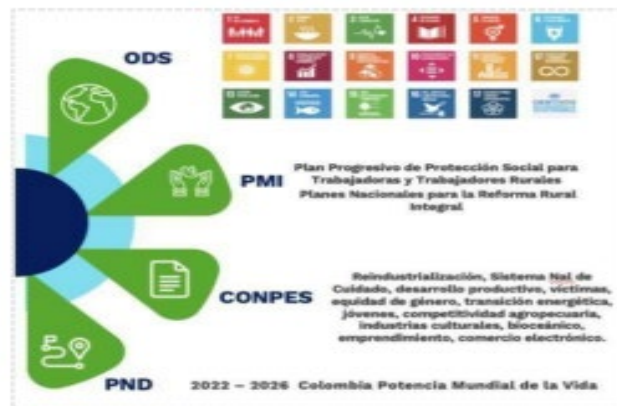 ODS
PMI
Plan Progresivo de Protección Social para
Trabajadoras y Trabajadores Rurales
Planes Nacionales para la Reforma Rural
Integral
CONPES
Reindustrialización, Sistema Nal de
Cuidado, desarrollo productivo, víctimas,
equidad de género, transición energética,
jóvenes, competitividad agropecuaria,
industrias culturales, bioceánico,
emprendimiento, comercio electrónico.
PND
2022 – 2026 Colombia Potencia Mundial de la Vida